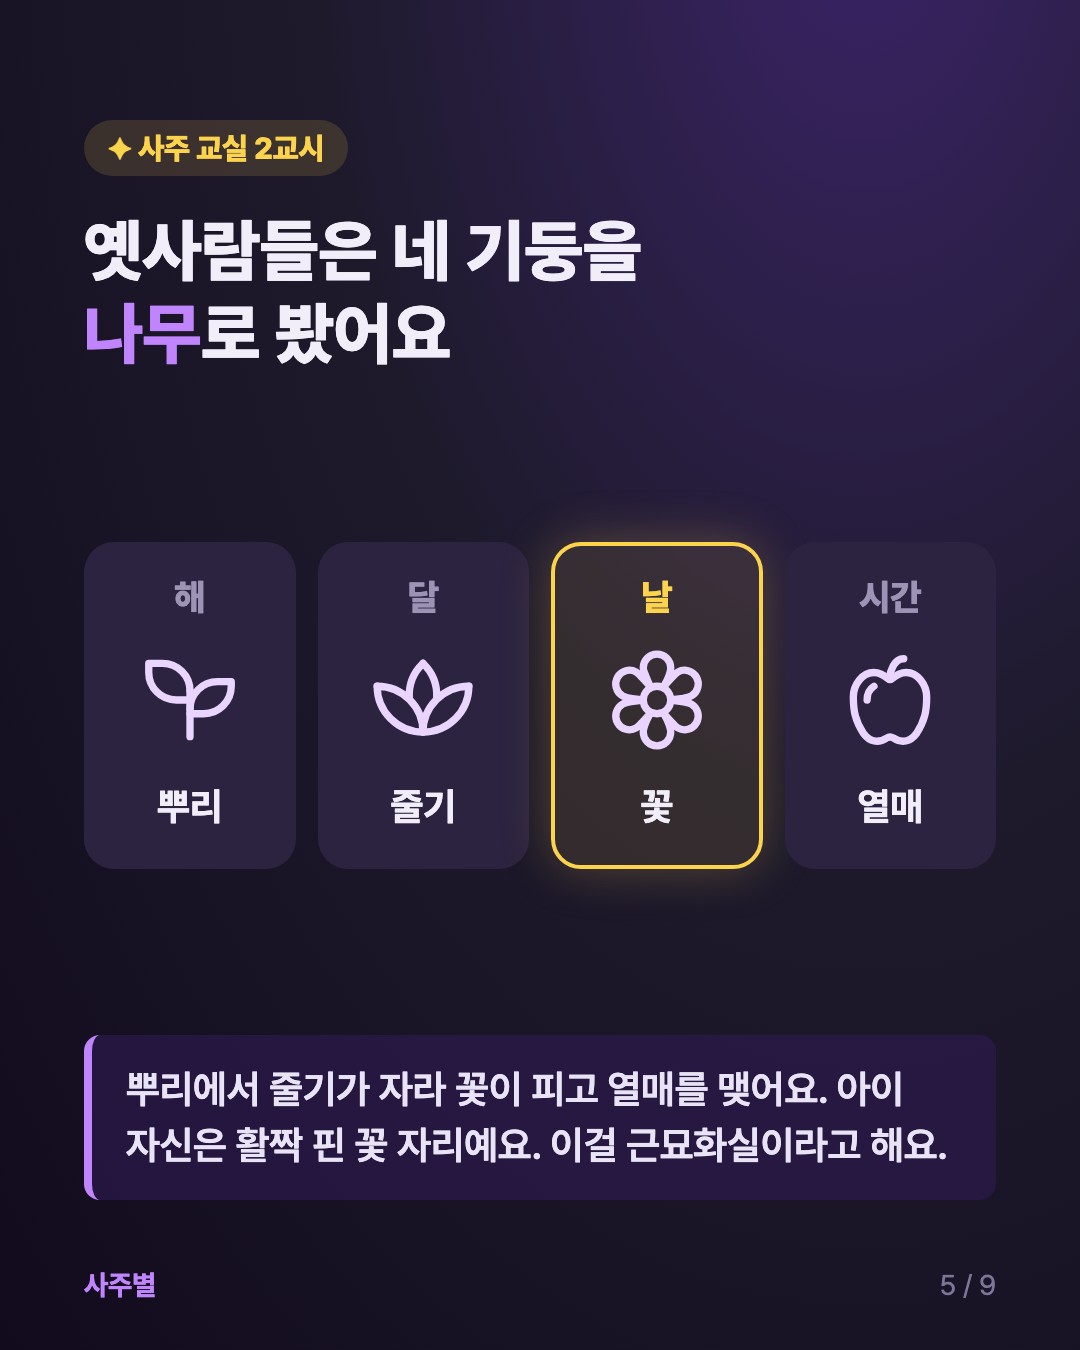 ✦ 사주 교실 2교시
옛사람들은 네 기둥을
나무로 봤어요
해
달
날
시간
뿌리
줄기
꽃
열매
뿌리에서 줄기가 자라 꽃이 피고 열매를 맺어요. 아이
자신은 활짝 핀 꽃 자리예요. 이걸 근묘화실이라고 해요.
사주별
5 / 9